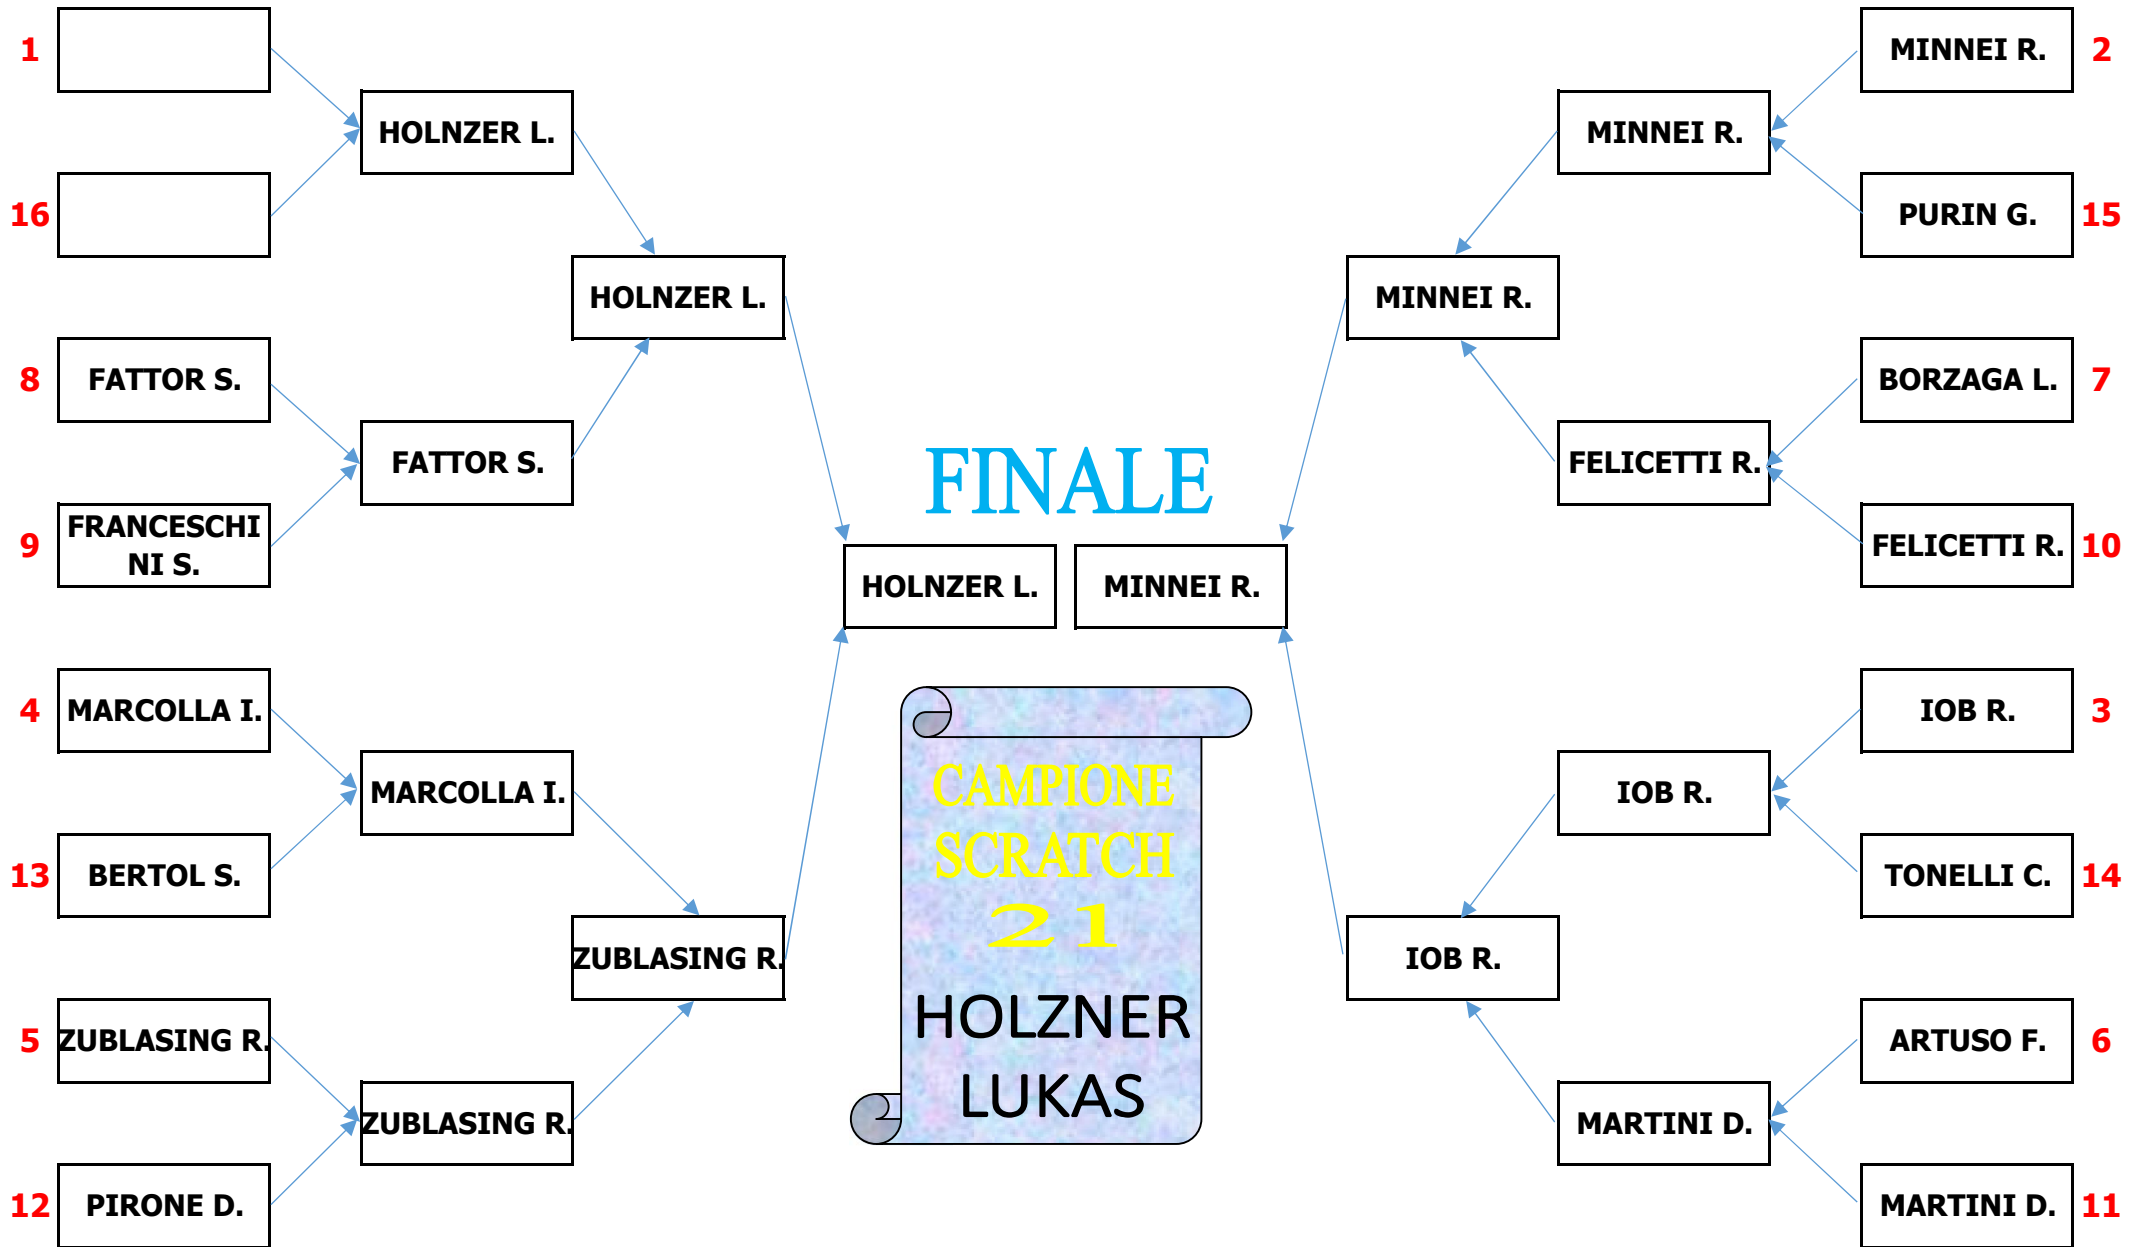 1
MINNEI R.
2
HOLNZER L.
MINNEI R.
16
PURIN G.
15
HOLNZER L.
MINNEI R.
8
FATTOR S.
BORZAGA L.
7
FATTOR S.
FINALE
FELICETTI R.
9
FRANCESCHI
NI S.
FELICETTI R.
10
HOLNZER L.
MINNEI R.
4
MARCOLLA I.
IOB R.
3
MARCOLLA I.
CAMPIONE
IOB R.
13
BERTOL S.
SCRATCH
TONELLI C.
14
21
ZUBLASING R.
IOB R.
5
ZUBLASING R.
HOLZNER
ARTUSO F.
6
ZUBLASING R.
LUKAS
MARTINI D.
12
PIRONE D.
MARTINI D.
11